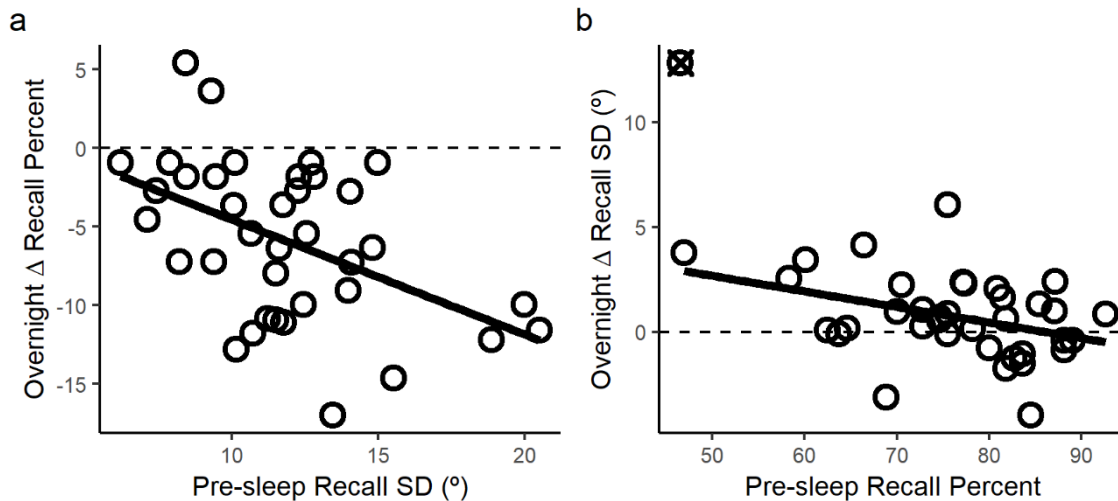 a
Overnight Δ Recall Percent
5
0
-5
-10
-15
10
15
20
Pre-sleep Recall SD (º)
b
Overnight Δ Recall SD (º)
10
5
0
50
60
70
80
90
Pre-sleep Recall Percent